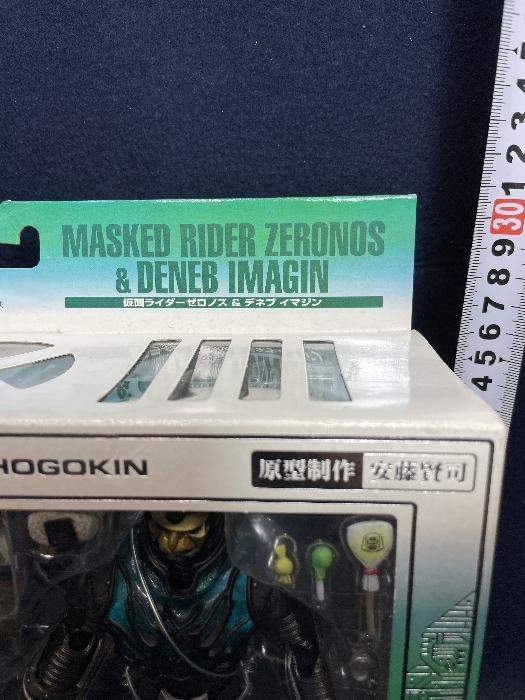 MASKED RIDER ZERONOS
& DENEB IMAGIN
仮面ライダーゼロノス & デネブ イマジン
HOGOKIN
原型制作 安藤賢司
4 3 2 1 30 9 8 7 6 5 4